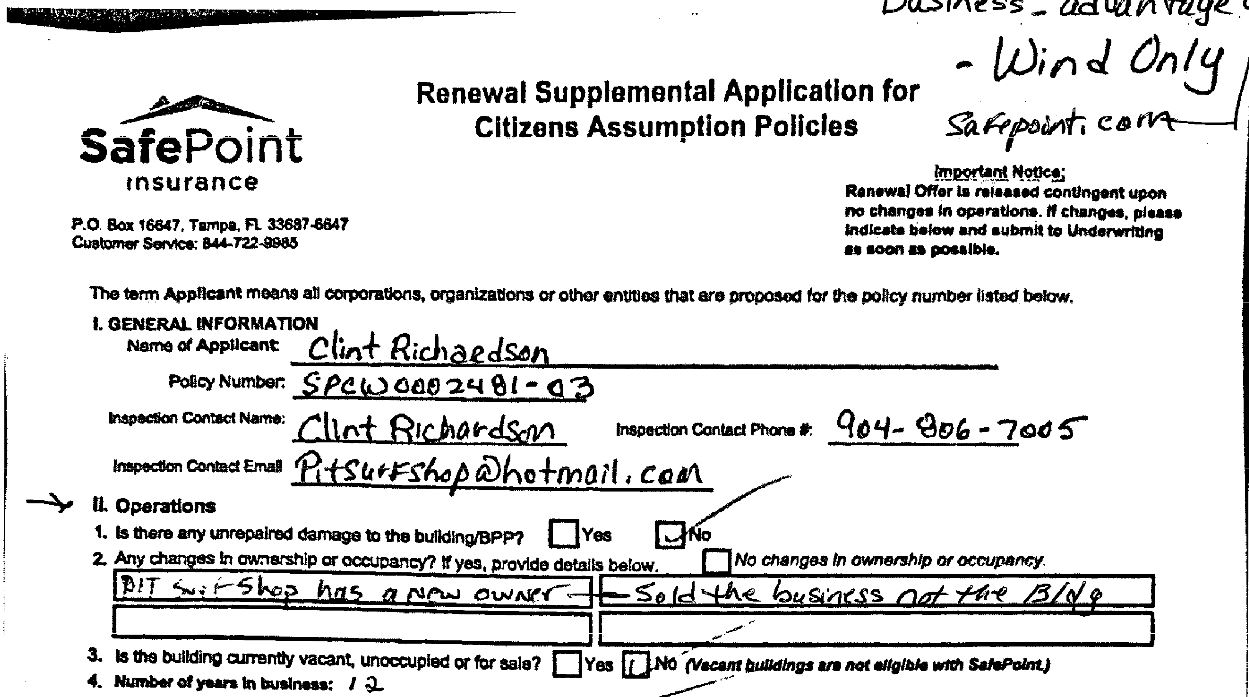 Business - advantage
- Wind Only
Safepoint.com
SafePoint
Insurance
Renewal Supplemental Application for
Citizens Assumption Policies
Important Notice:
Renewal Offer is released contingent upon
no changes in operations. If changes, please
indicate below and submit to Underwriting
as soon as possible.
P.O. Box 16647, Tampa, FL 33687-6647
Customer Service: 844-722-9985
The term Applicant means all corporations, organizations or other entities that are proposed for the policy number listed below.
I. GENERAL INFORMATION
Name of Applicant: Clint Richaedson
Policy Number: SPCW0002481-03
Inspection Contact Name: Clint Richardson Inspection Contact Phone #: 904-806-7005
Inspection Contact Email PitSurfshop@hotmail.com
II. Operations
1. Is there any unrepaired damage to the building/BPP? Yes No
2. Any changes in ownership or occupancy? If yes, provide details below. No changes in ownership or occupancy.
PIT Surf Shop has a new owner — Sold the business not the Bldg
3. Is the building currently vacant, unoccupied or for sale? Yes No (Vacant buildings are not eligible with SafePoint.)
4. Number of years in business: 12